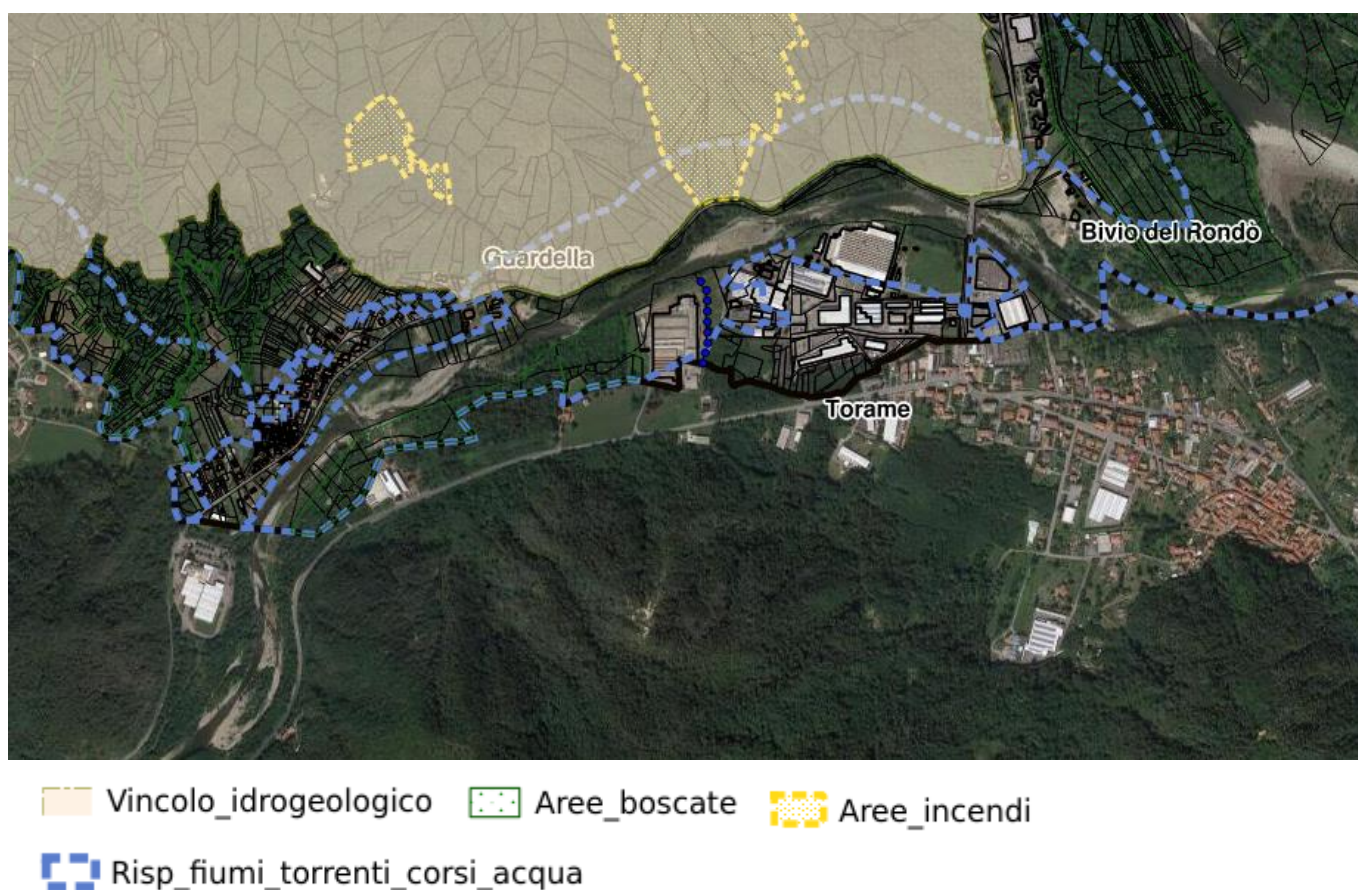 Guardella
Bivio del Rondò
Torame
Vincolo_idrogeologico
Aree_boscate
Aree_incendi
Risp_fiumi_torrenti_corsi_acqua